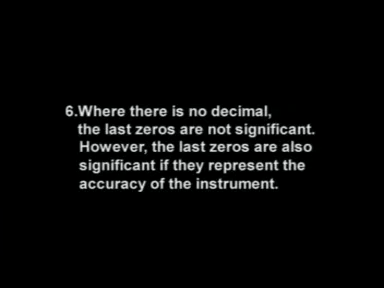 6.Where there is no decimal,
the last zeros are not significant.
However, the last zeros are also
significant if they represent the
accuracy of the instrument.